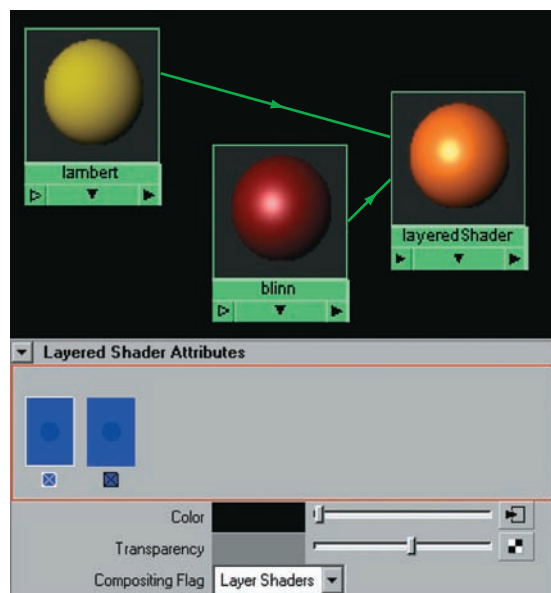 lambert
blinn
layeredShader
Layered Shader Attributes
Color
Transparency
Compositing Flag Layer Shaders